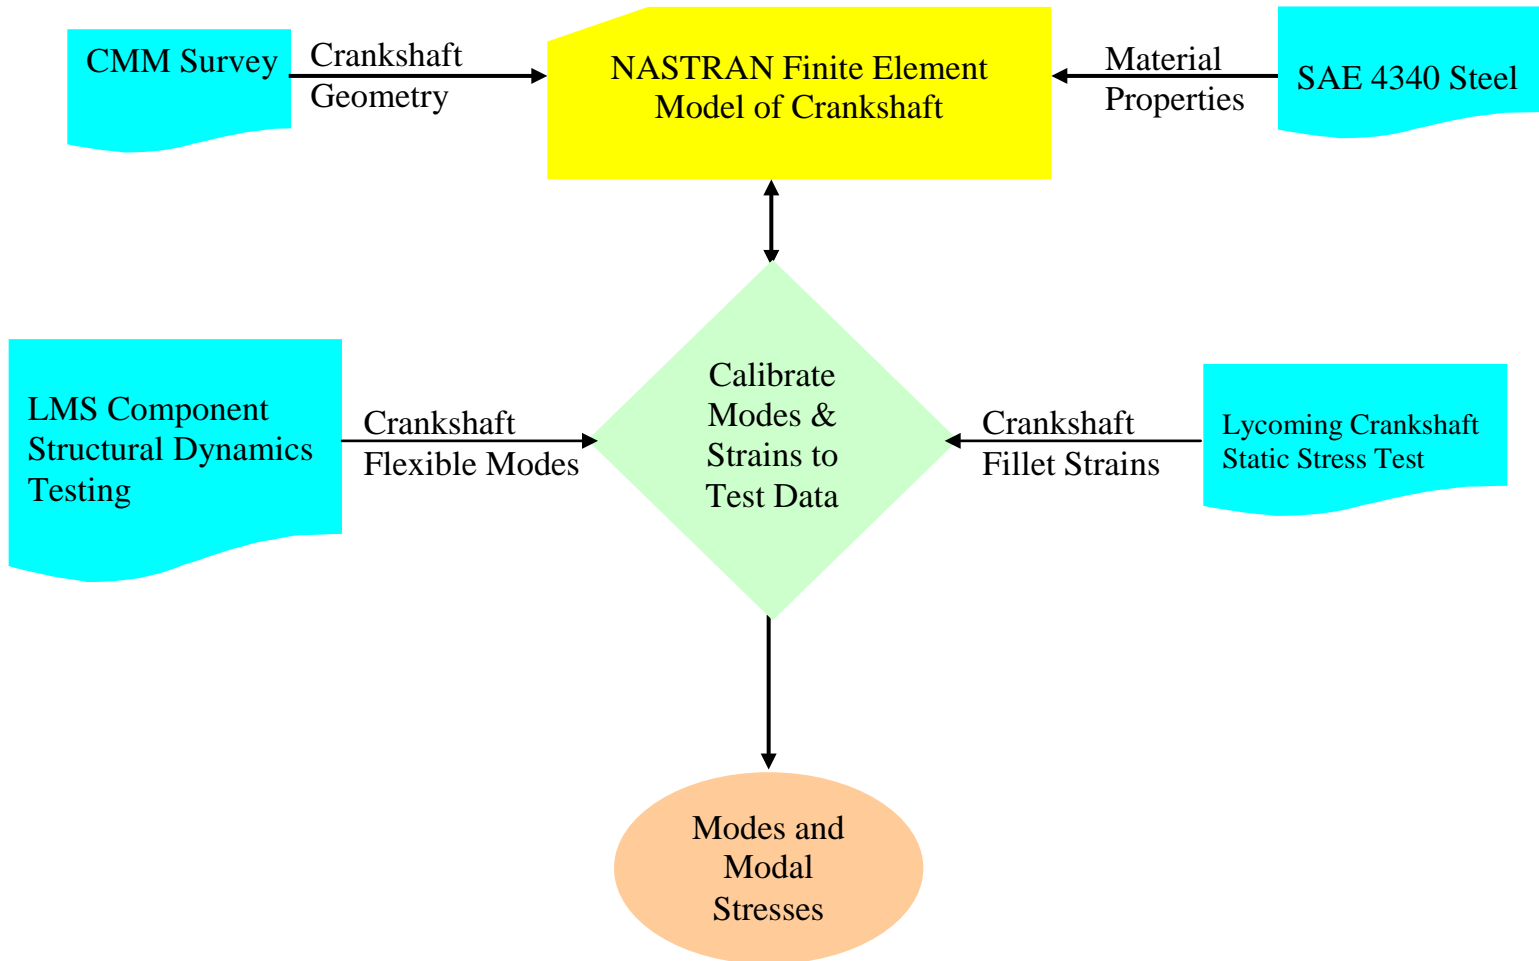 CMM Survey
Crankshaft
Geometry
NASTRAN Finite Element
Model of Crankshaft
Material
Properties
SAE 4340 Steel
LMS Component
Structural Dynamics
Testing
Crankshaft
Flexible Modes
Calibrate
Modes &
Strains to
Test Data
Crankshaft
Fillet Strains
Lycoming Crankshaft
Static Stress Test
Modes and
Modal
Stresses